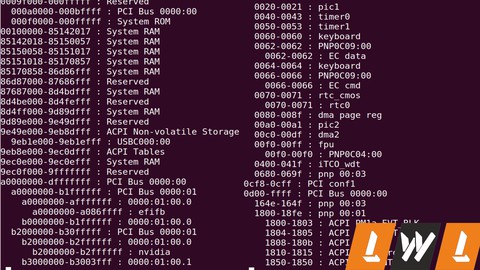 0009f000-000fffff : Reserved
000a0000-000bffff : PCI Bus 0000:00
000f0000-000fffff : System ROM
00100000-85142017 : System RAM
85142018-85150057 : System RAM
85150058-85151017 : System RAM
85151018-85170857 : System RAM
85170858-86d86fff : System RAM
86d87000-87686fff : Reserved
87687000-8d4bdfff : System RAM
8d4be000-8d4fefff : Reserved
8d4ff000-9d89dfff : System RAM
9d89e000-9e49dfff : Reserved
9e49e000-9eb8dfff : ACPI Non-volatile Storage
9eb1e000-9eb1efff : USBC000:00
9eb8e000-9ec0dfff : ACPI Tables
9ec0e000-9ec0efff : System RAM
9ec0f000-9fffffff : Reserved
a0000000-dfffffff : PCI Bus 0000:00
a0000000-b1ffffff : PCI Bus 0000:01
a0000000-afffffff : 0000:01:00.0
a0000000-a086ffff : efifb
b0000000-b1ffffff : 0000:01:00.0
b2000000-b30fffff : PCI Bus 0000:01
b2000000-b2ffffff : 0000:01:00.0
b2000000-b2ffffff : nvidia
b3000000-b3003fff : 0000:01:00.1
0020-0021 : pic1
0040-0043 : timer0
0050-0053 : timer1
0060-0060 : keyboard
0062-0062 : PNP0C09:00
0062-0062 : EC data
0064-0064 : keyboard
0066-0066 : PNP0C09:00
0066-0066 : EC cmd
0070-0071 : rtc_cmos
0070-0071 : rtc0
0080-008f : dma page reg
00a0-00a1 : pic2
00c0-00df : dma2
00f0-00ff : fpu
00f0-00f0 : PNP0C04:00
0400-041f : iTCO_wdt
0680-069f : pnp 00:03
0cf8-0cff : PCI conf1
0d00-ffff : PCI Bus 0000:00
164e-164f : pnp 00:03
1800-18fe : pnp 00:01
1800-1803 : ACPI PM1a_EVT_BLK
1804-1805 : ACPI
1808-180b : ACPI
1810-1815 : ACPI
1850-1850 : ACPI
LWL